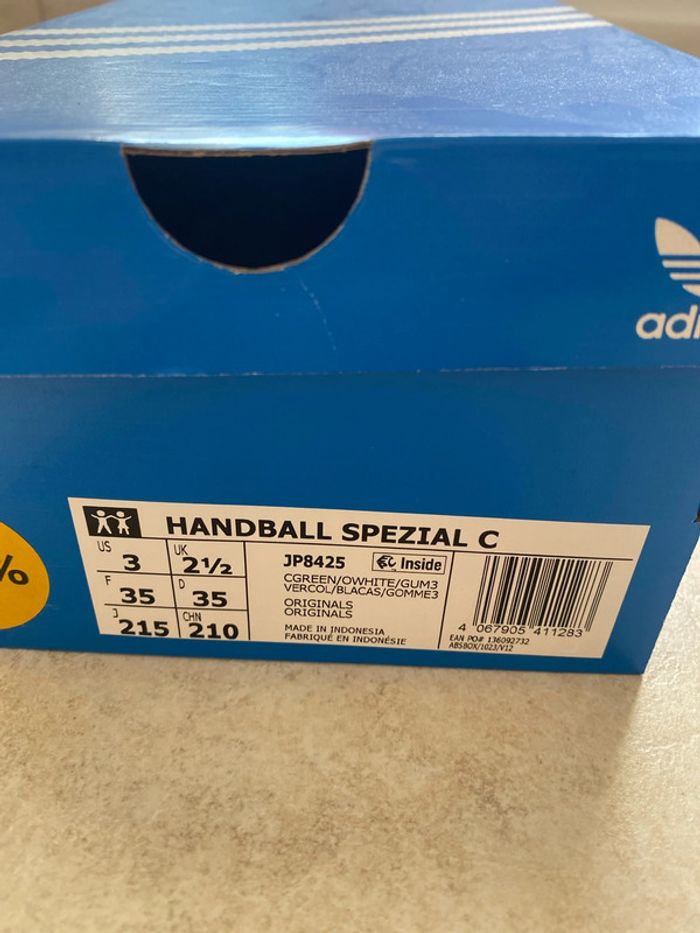 adi
%
HANDBALL SPEZIAL C
US 3 UK 2½
F 35 D 35
J 215 CHN 210
JP8425 Inside
CGREEN/OWHITE/GUM3
VERCOL/BLACAS/GOMME3
ORIGINALS
ORIGINALS
MADE IN INDONESIA
FABRIQUÉ EN INDONÉSIE
4 067905 411283
EAN PO# 136092732
ABSBOX/1023/V12